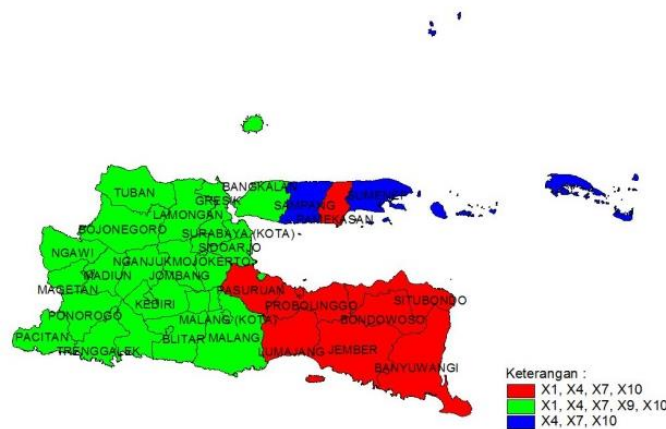 BANGKALAN
TUBAN
GRESIK
SAMPANG
SUMENEP
LAMONGAN
PAMEKASAN
BOJONEGORO
SURABAYA (KOTA)
SIDOARJO
NGAWI
NGANJUK
MOJOKERTO
MADIUN
JOMBANG
MAGETAN
PASURUAN
KEDIRI
PROBOLINGGO
SITUBONDO
PONOROGO
MALANG (KOTA)
BONDOWOSO
PACITAN
BLITAR
MALANG
TRENGGALEK
LUMAJANG
JEMBER
BANYUWANGI
Keterangan :
X1, X4, X7, X10
X1, X4, X7, X9, X10
X4, X7, X10